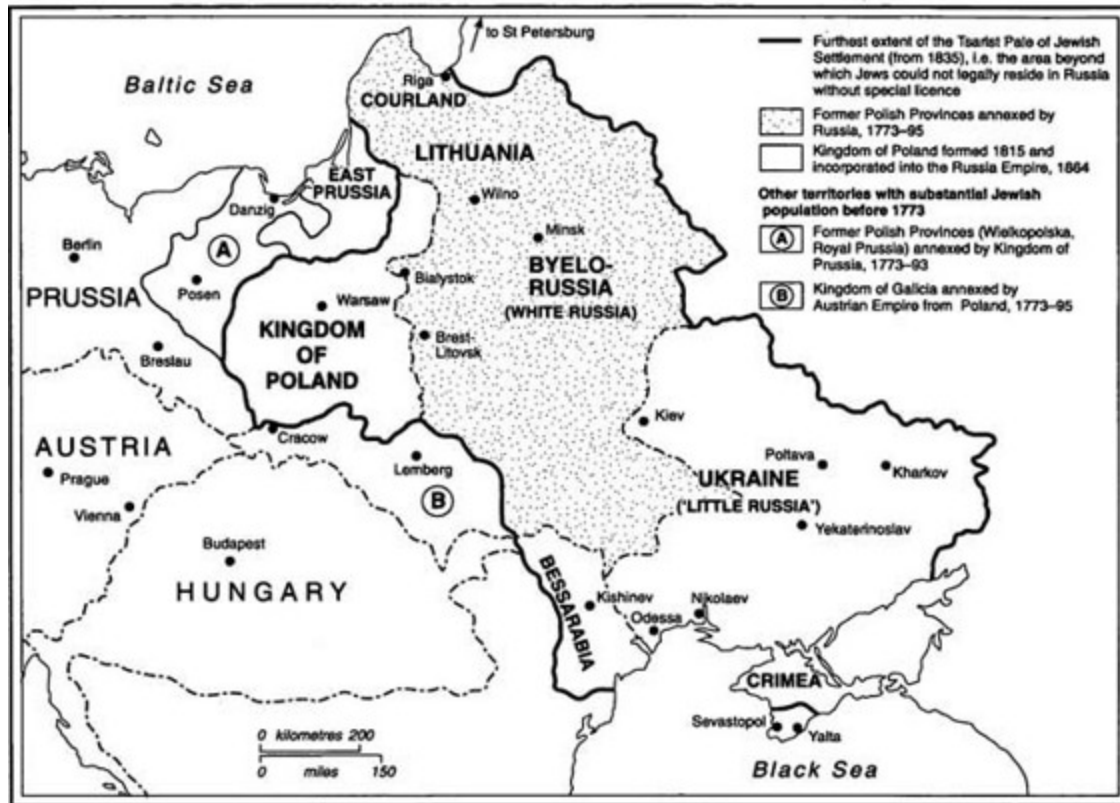 to St Petersburg
Baltic Sea
Riga
COURLAND
LITHUANIA
EAST
PRUSSIA
Danzig
Wilno
Berlin
A
Minsk
Posen
Bialystok
BYELO-
RUSSIA
(WHITE RUSSIA)
PRUSSIA
Warsaw
KINGDOM
OF
POLAND
Brest-
Litovsk
Breslau
Kiev
Cracow
AUSTRIA
Lemberg
Poltava
Kharkov
Prague
B
UKRAINE
('LITTLE RUSSIA')
Vienna
Yekaterinoslav
Budapest
HUNGARY
BESSARABIA
Kishinev
Nikolaev
Odessa
CRIMEA
Sevastopol
Yalta
0 kilometres 200
0 miles 150
Black Sea
Furthest extent of the Tsarist Pale of Jewish
Settlement (from 1835), i.e. the area beyond
which Jews could not legally reside in Russia
without special licence
Former Polish Provinces annexed by
Russia, 1773–95
Kingdom of Poland formed 1815 and
incorporated into the Russia Empire, 1864
Other territories with substantial Jewish
population before 1773
A
Former Polish Provinces (Wielkopolska,
Royal Prussia) annexed by Kingdom of
Prussia, 1773–93
B
Kingdom of Galicia annexed by
Austrian Empire from Poland, 1773–95